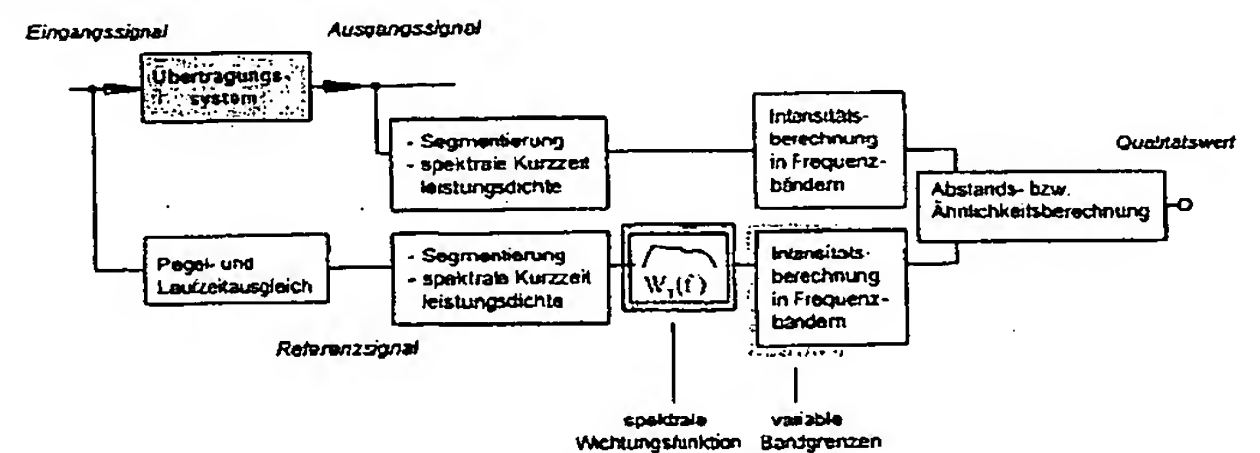 Eingangssignal
Ausgangssignal
Übertragungs-
system
- Segmentierung
- spektrale Kurzzeit
leistungsdichte
Intensitäts-
berechnung
in Frequenz-
bändern
Qualitätswert
Abstands- bzw.
Ähnlichkeitsberechnung
Pegel- und
Laufzeitausgleich
- Segmentierung
- spektrale Kurzzeit
leistungsdichte
W_T(f)
Intensitäts-
berechnung
in Frequenz-
bändern
Referenzsignal
spektrale
Wichtungsfunktion
variable
Bandgrenzen